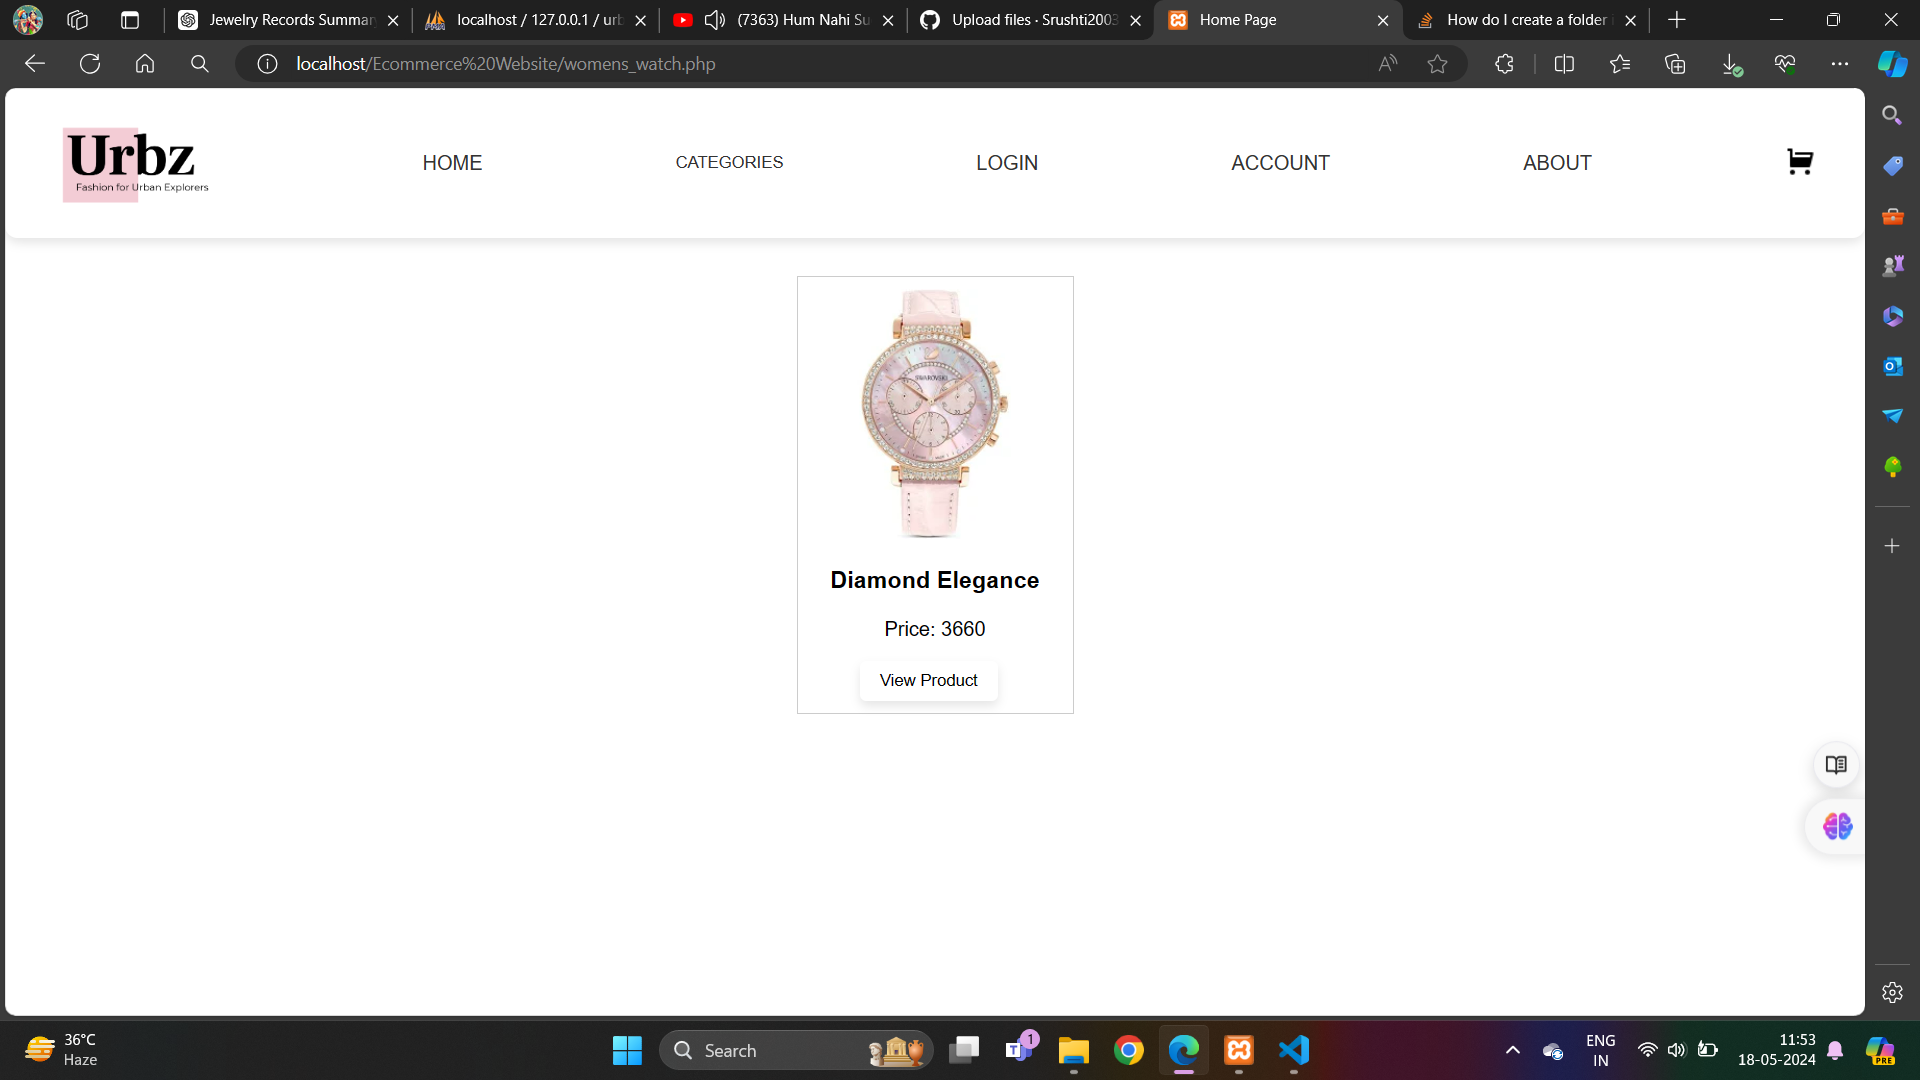 Jewelry Records Summar
localhost / 127.0.0.1 / urb
(7363) Hum Nahi Su
Upload files · Srushti2003
Home Page
How do I create a folder i
localhost/Ecommerce%20Website/womens_watch.php
Urbz
Fashion for Urban Explorers
HOME
CATEGORIES
LOGIN
ACCOUNT
ABOUT
SWAROVSKI
Diamond Elegance
Price: 3660
View Product
36°C
Haze
Search
1
ENG
IN
11:53
18-05-2024
PRE